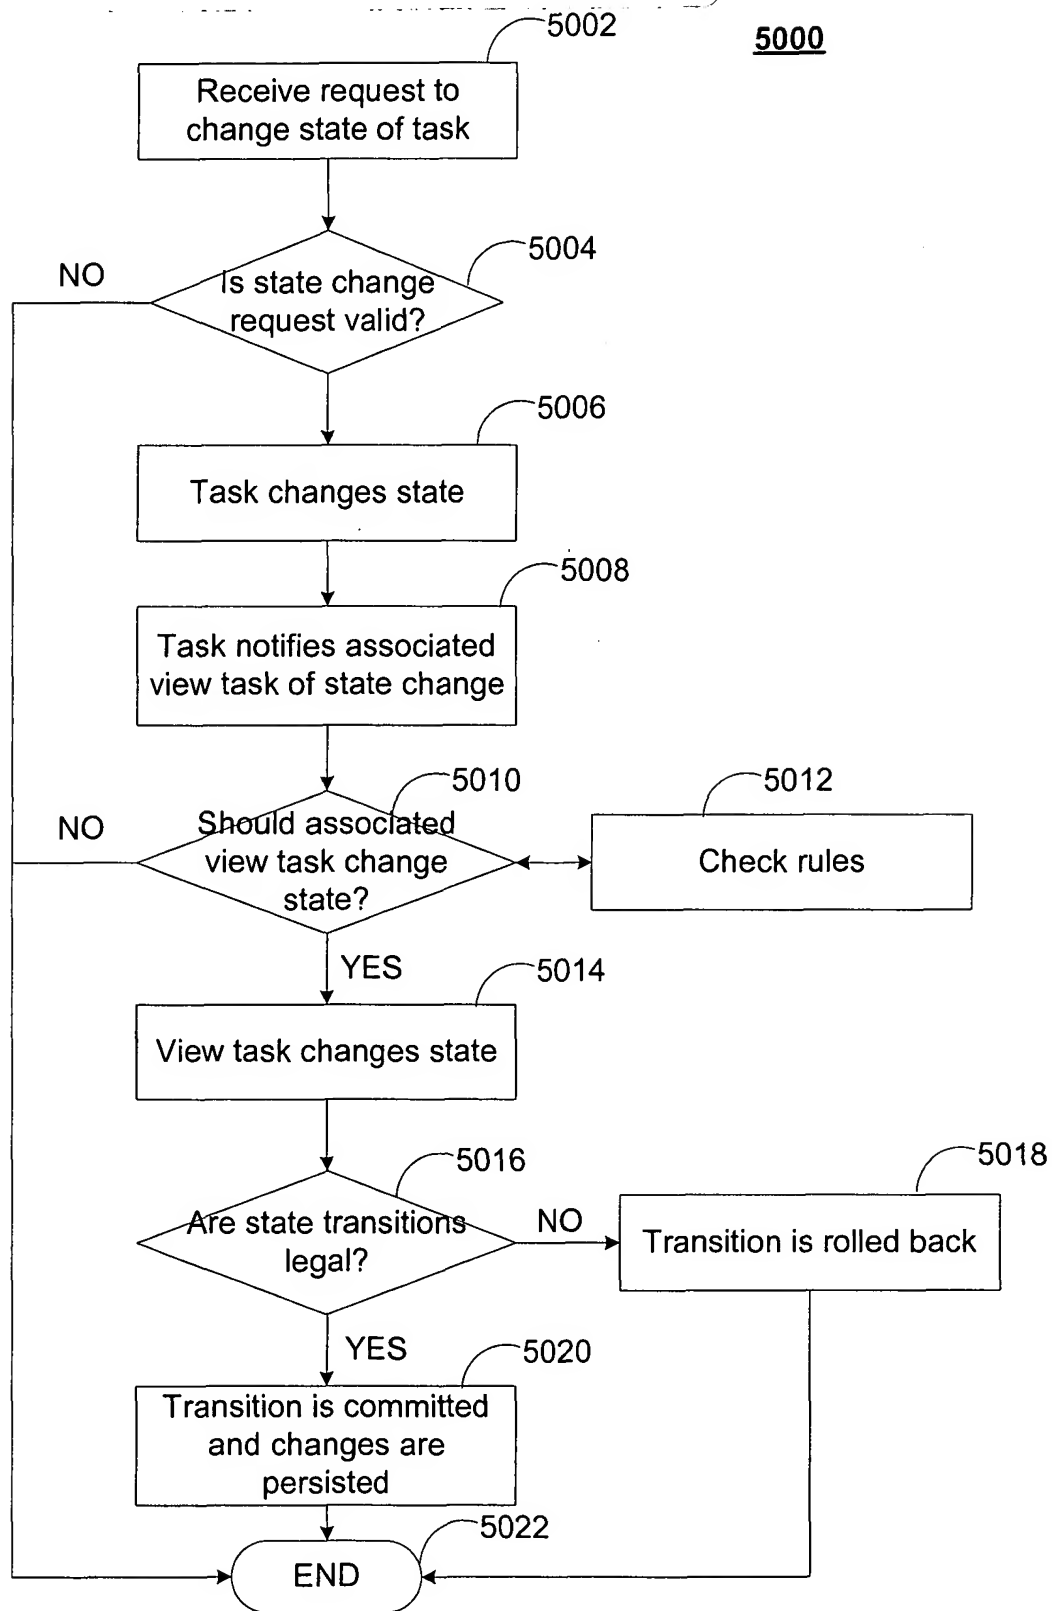 5002
5000
Receive request to
change state of task
5004
NO
Is state change
request valid?
5006
Task changes state
5008
Task notifies associated
view task of state change
5010
5012
NO
Should associated
view task change
state?
Check rules
YES
5014
View task changes state
5016
5018
Are state transitions
legal?
NO
Transition is rolled back
YES
5020
Transition is committed
and changes are
persisted
5022
END